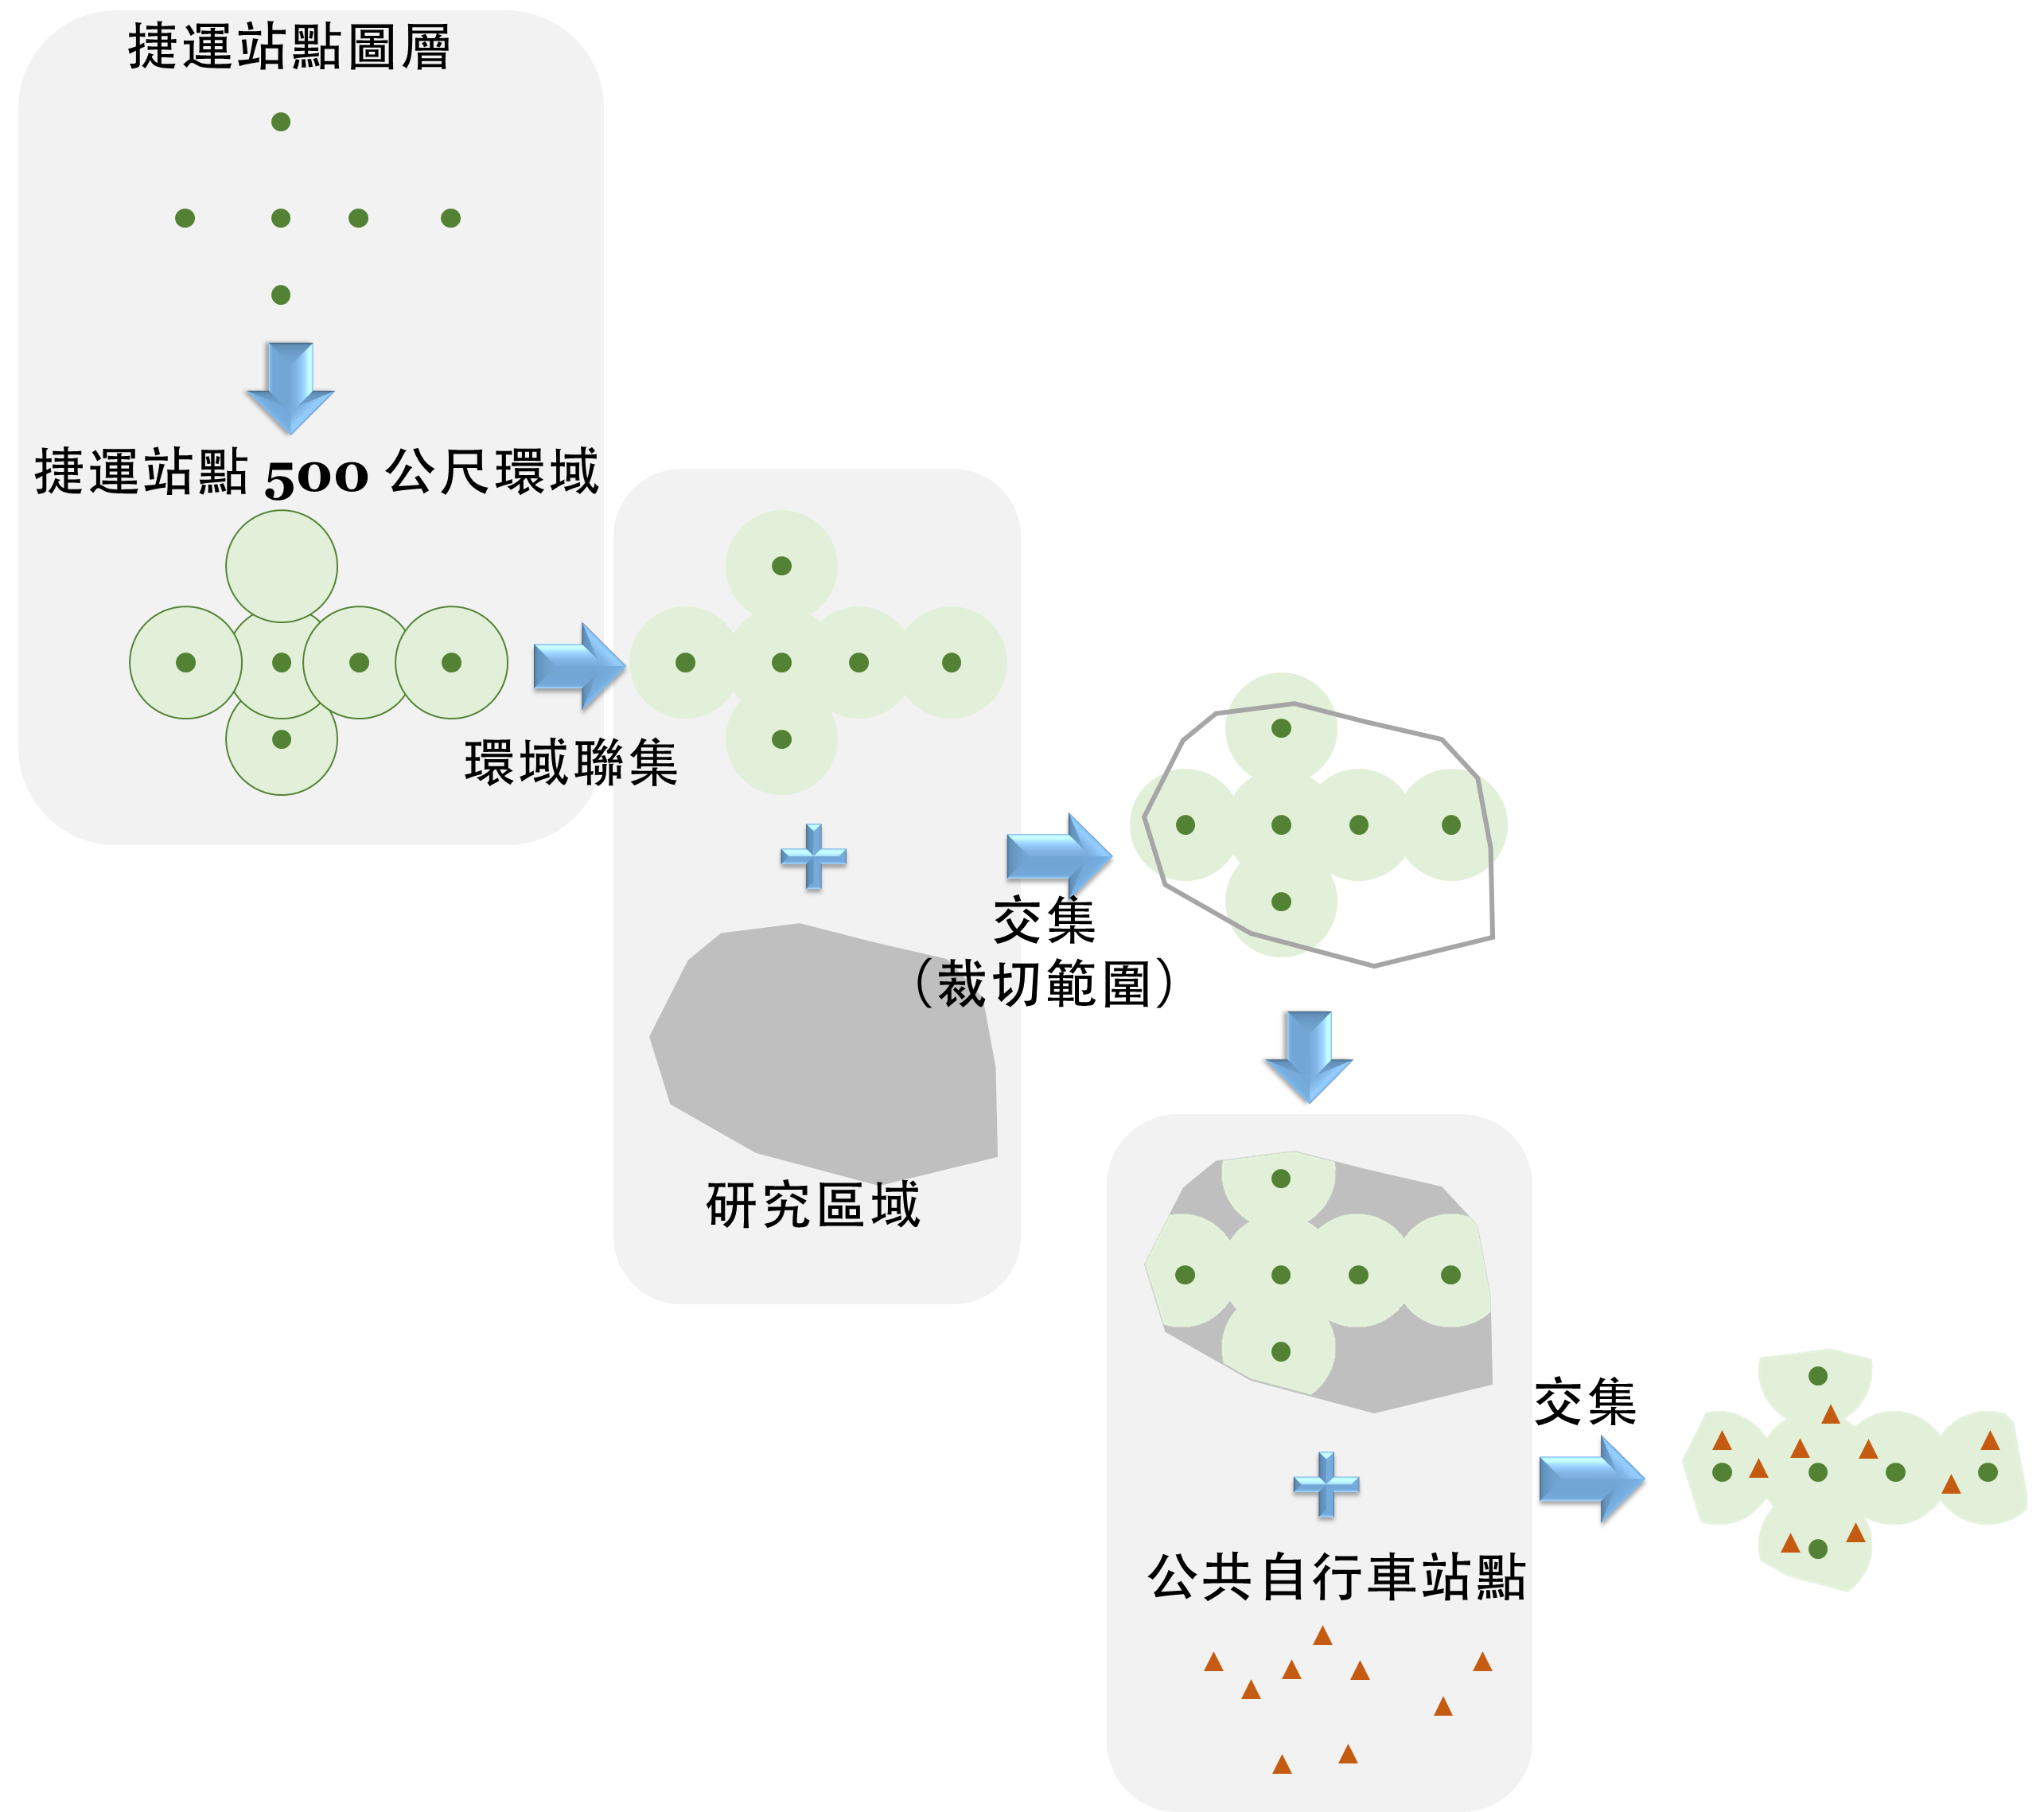 捷運站點圖層
捷運站點 500 公尺環域
環域聯集
交集
（裁切範圍）
研究區域
交集
公共自行車站點